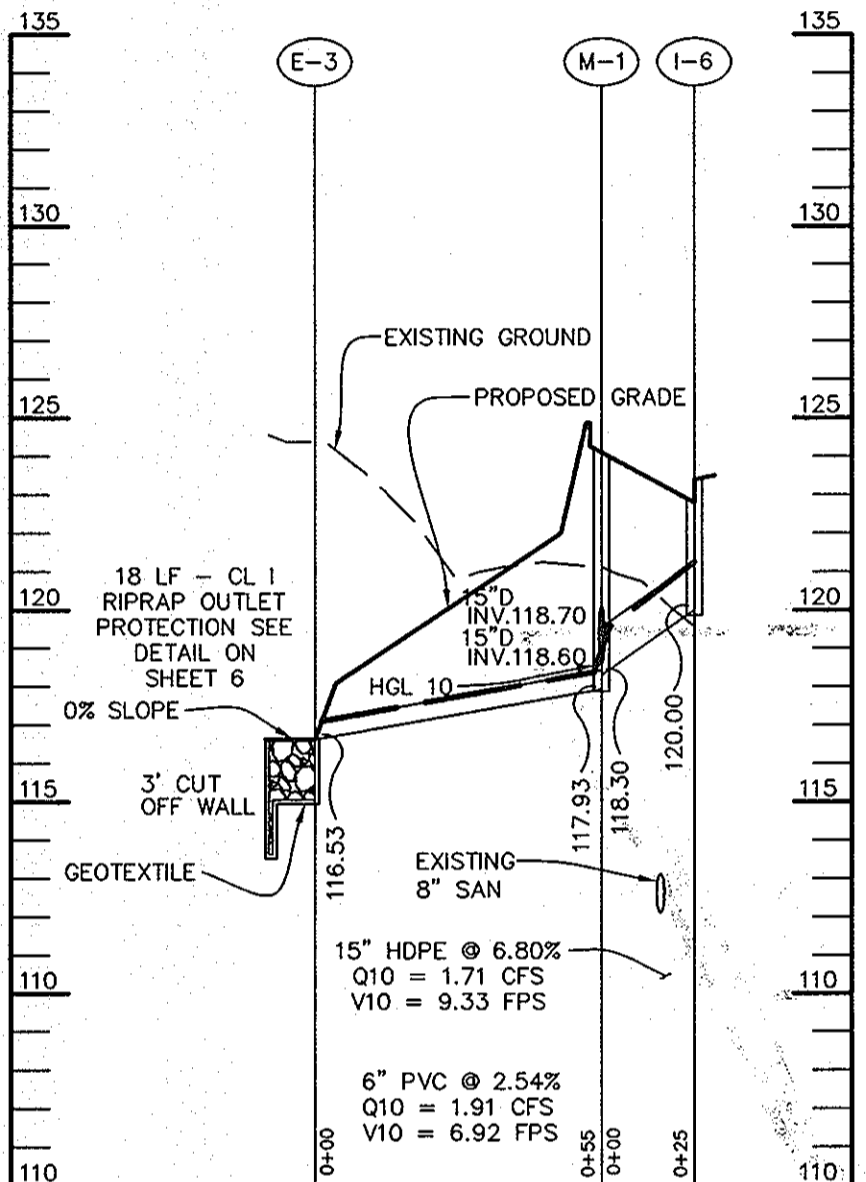 135
135
E-3
M-1
I-6
130
130
EXISTING GROUND
125
PROPOSED GRADE
125
18 LF - CL I
RIPRAP OUTLET
PROTECTION SEE
DETAIL ON
SHEET 6
120
15"D
INV.118.70
15"D
INV.118.60
120
HGL 10
0% SLOPE
120.00
117.93
118.30
3' CUT
OFF WALL
115
115
116.53
GEOTEXTILE
EXISTING
8" SAN
15" HDPE @ 6.80%
Q10 = 1.71 CFS
V10 = 9.33 FPS
110
110
6" PVC @ 2.54%
Q10 = 1.91 CFS
V10 = 6.92 FPS
0+00
0+55
0+00
0+25
110
110